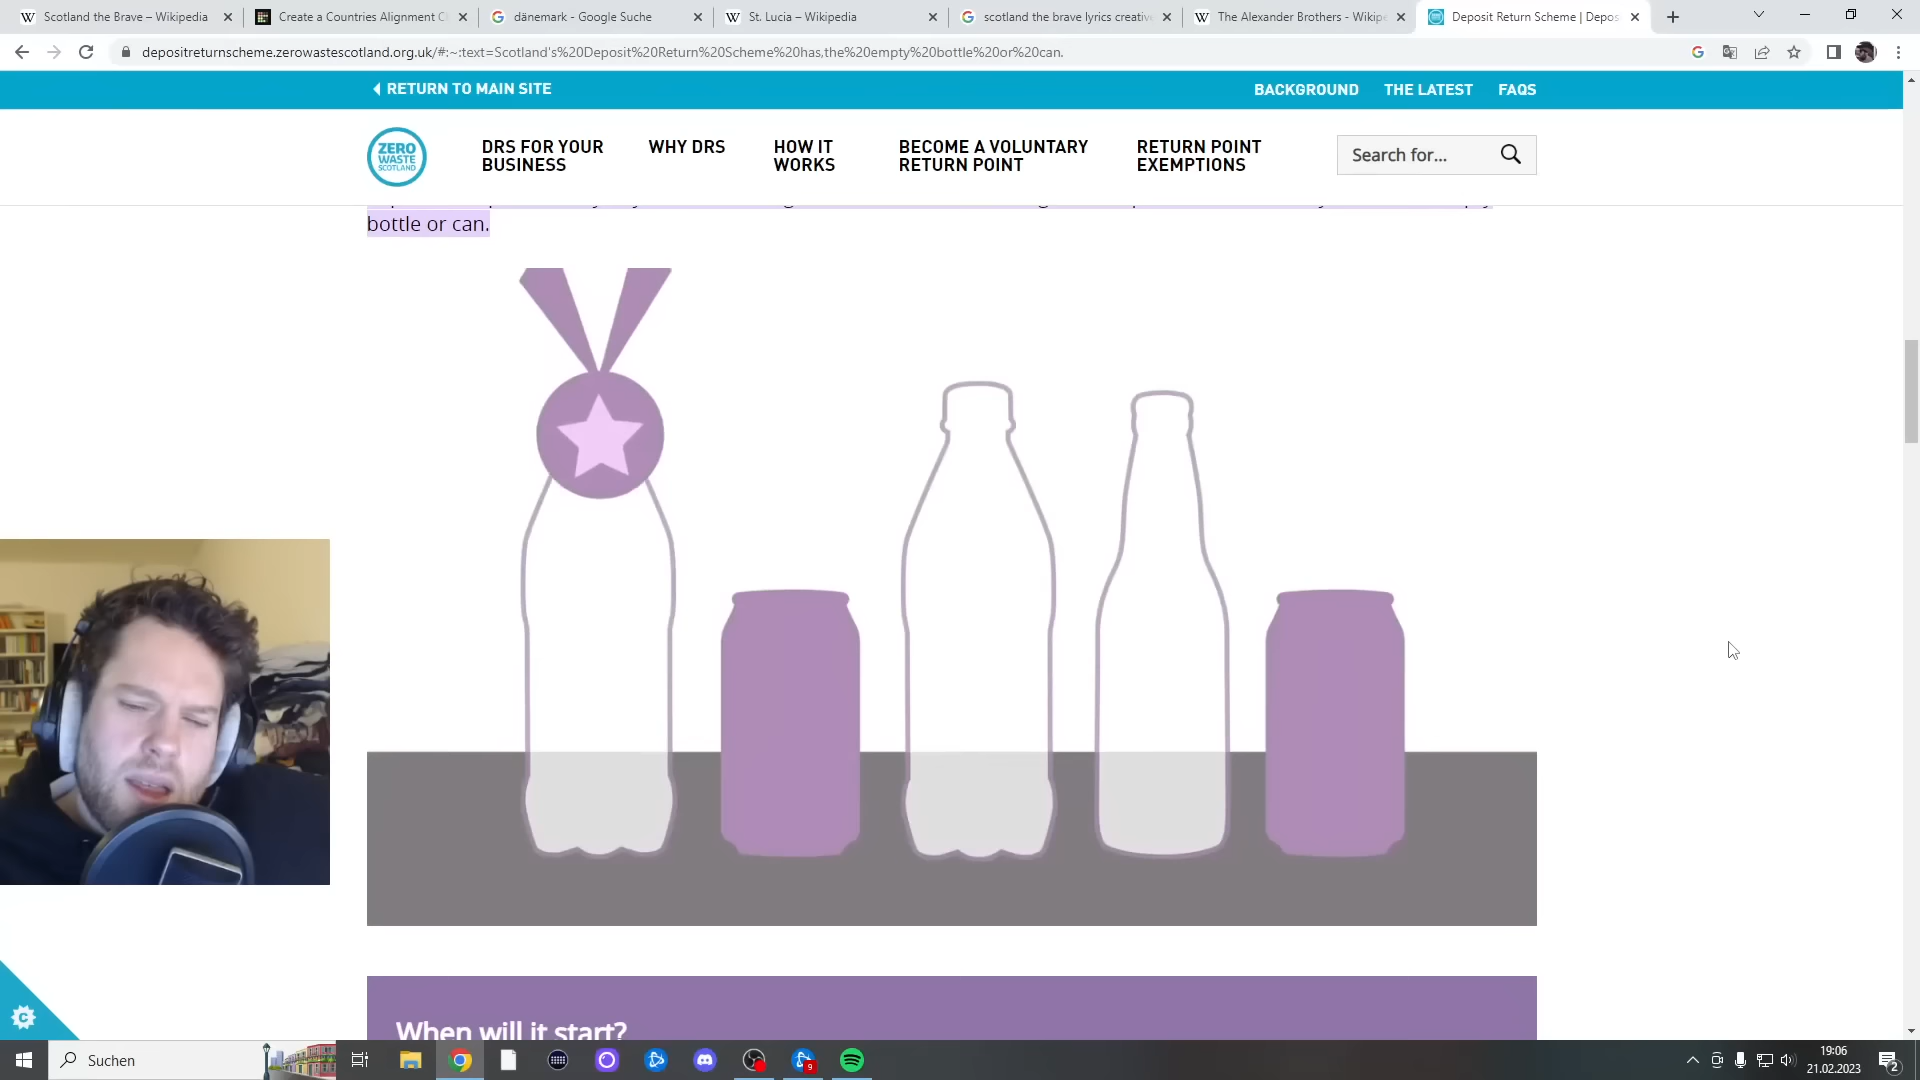 Scotland the Brave – Wikipedia
Create a Countries Alignment C
dänemark - Google Suche
St. Lucia – Wikipedia
scotland the brave lyrics creative
The Alexander Brothers - Wikipe
Deposit Return Scheme | Depos
depositreturnscheme.zerowastescotland.org.uk/#:~:text=Scotland's%20Deposit%20Return%20Scheme%20has,the%20empty%20bottle%20or%20can.
RETURN TO MAIN SITE
BACKGROUND
THE LATEST
FAQS
ZERO
WASTE
SCOTLAND
DRS FOR YOUR
BUSINESS
WHY DRS
HOW IT
WORKS
BECOME A VOLUNTARY
RETURN POINT
RETURN POINT
EXEMPTIONS
Search for...
bottle or can.
When will it start?
Suchen
9
19:06
21.02.2023
2